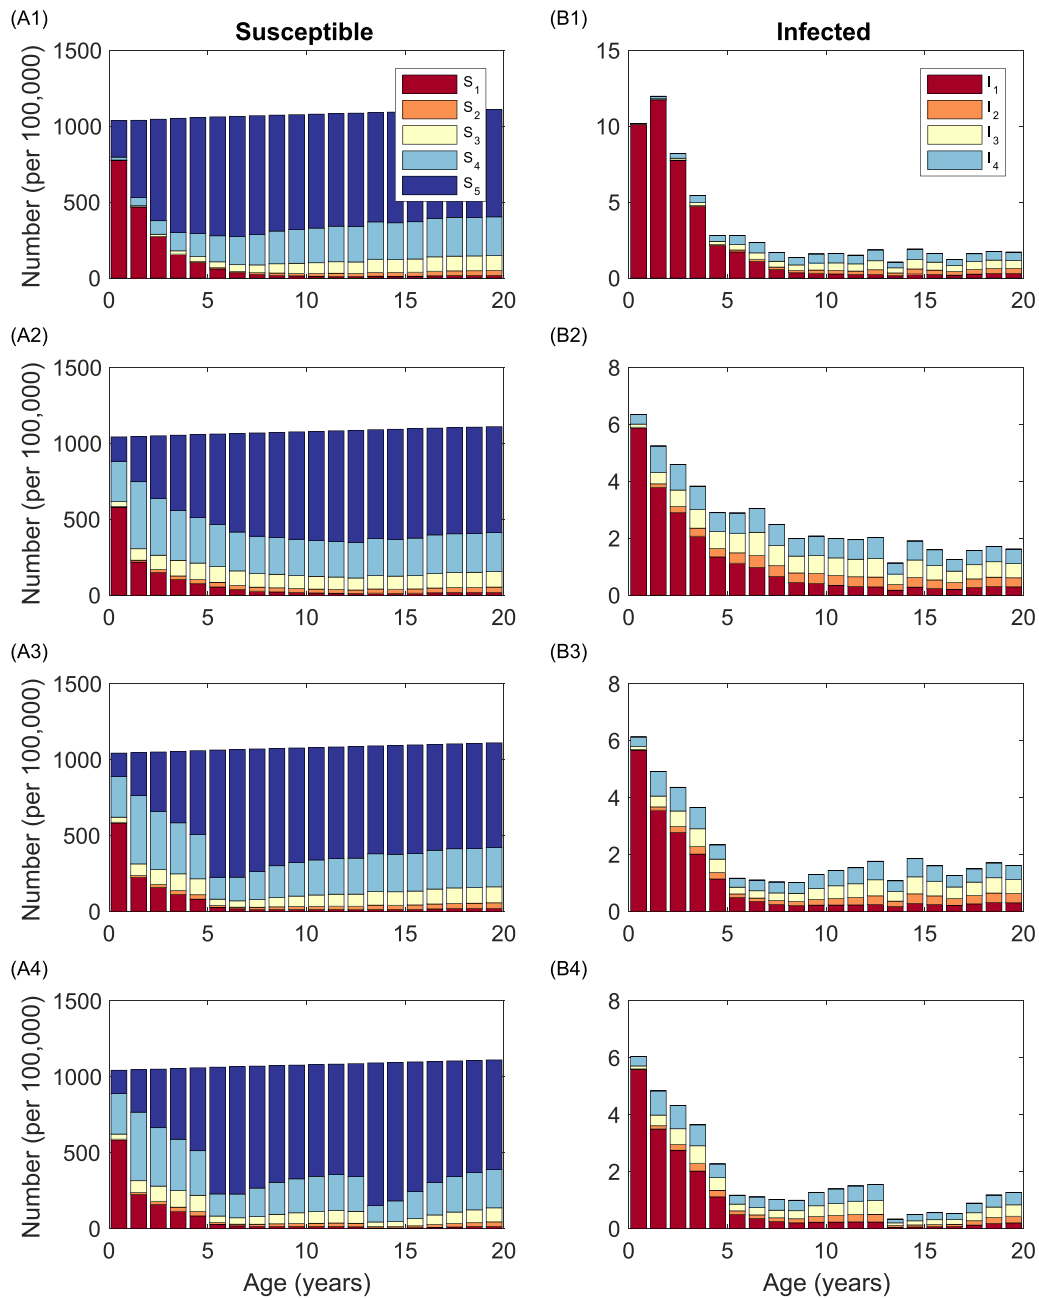 (A1)
Susceptible
Number (per 100,000)
1500
1000
500
0
0 5 10 15 20
S1
S2
S3
S4
S5
(B1)
Infected
15
10
5
0
0 5 10 15 20
I1
I2
I3
I4
(A2)
Number (per 100,000)
1500
1000
500
0
0 5 10 15 20
(B2)
8
6
4
2
0
0 5 10 15 20
(A3)
Number (per 100,000)
1500
1000
500
0
0 5 10 15 20
(B3)
8
6
4
2
0
0 5 10 15 20
(A4)
Number (per 100,000)
1500
1000
500
0
0 5 10 15 20
Age (years)
(B4)
8
6
4
2
0
0 5 10 15 20
Age (years)